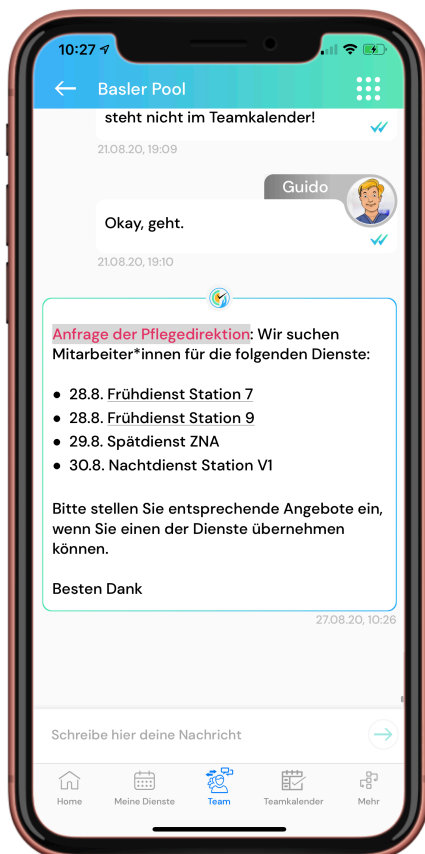 10:27
Basler Pool
steht nicht im Teamkalender!
21.08.20, 19:09
Guido
Okay, geht.
21.08.20, 19:10
Anfrage der Pflegedirektion: Wir suchen
Mitarbeiter*innen für die folgenden Dienste:
● 28.8. Frühdienst Station 7
● 28.8. Frühdienst Station 9
● 29.8. Spätdienst ZNA
● 30.8. Nachtdienst Station V1
Bitte stellen Sie entsprechende Angebote ein,
wenn Sie einen der Dienste übernehmen
können.
Besten Dank
27.08.20, 10:26
Schreibe hier deine Nachricht
Home Meine Dienste Team Teamkalender Mehr